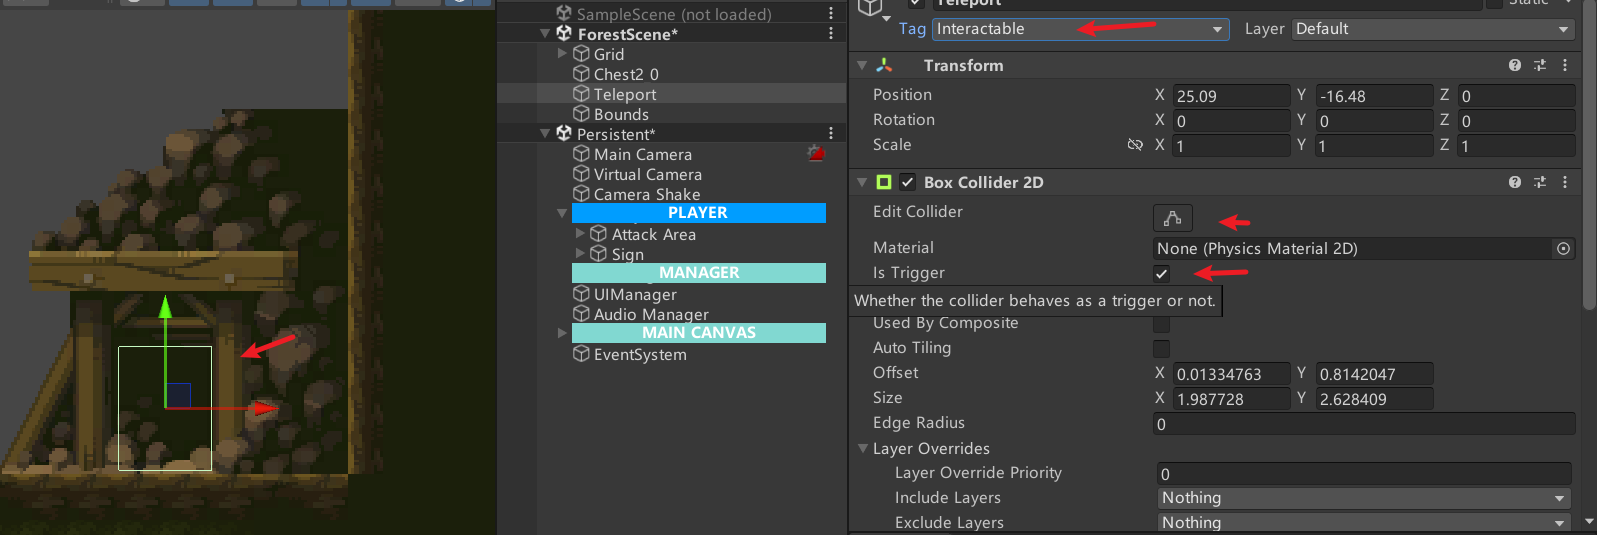 SampleScene (not loaded)
ForestScene*
Grid
Chest2 0
Teleport
Bounds
Persistent*
Main Camera
Virtual Camera
Camera Shake
PLAYER
Attack Area
Sign
MANAGER
UIManager
Audio Manager
MAIN CANVAS
EventSystem
Teleport Static
Tag Interactable Layer Default
Transform
Position X 25.09 Y -16.48 Z 0
Rotation X 0 Y 0 Z 0
Scale X 1 Y 1 Z 1
Box Collider 2D
Edit Collider
Material None (Physics Material 2D)
Is Trigger
Whether the collider behaves as a trigger or not.
Used By Composite
Auto Tiling
Offset X 0.01334763 Y 0.8142047
Size X 1.987728 Y 2.628409
Edge Radius 0
Layer Overrides
Layer Override Priority 0
Include Layers Nothing
Exclude Layers Nothing